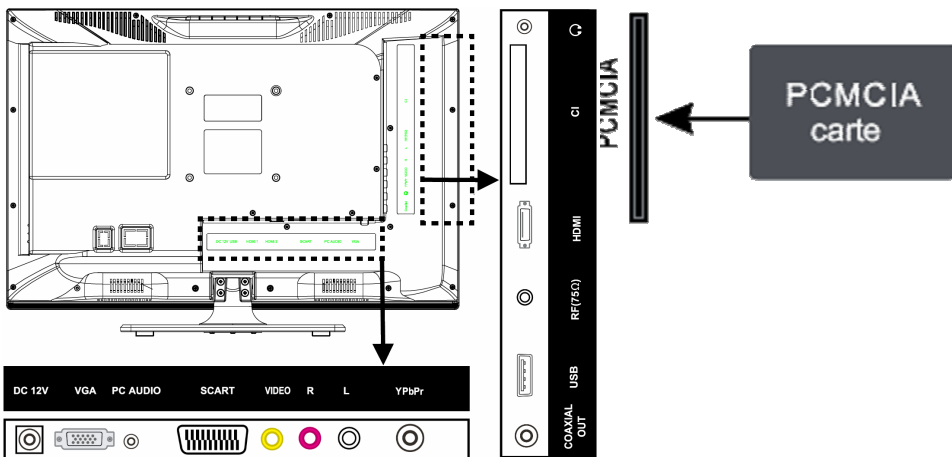 DC 12V VGA PC AUDIO SCART VIDEO R L YPbPr
CI
HDMI
RF(75Ω)
USB
COAXIAL
OUT
PCMCIA
PCMCIA
carte